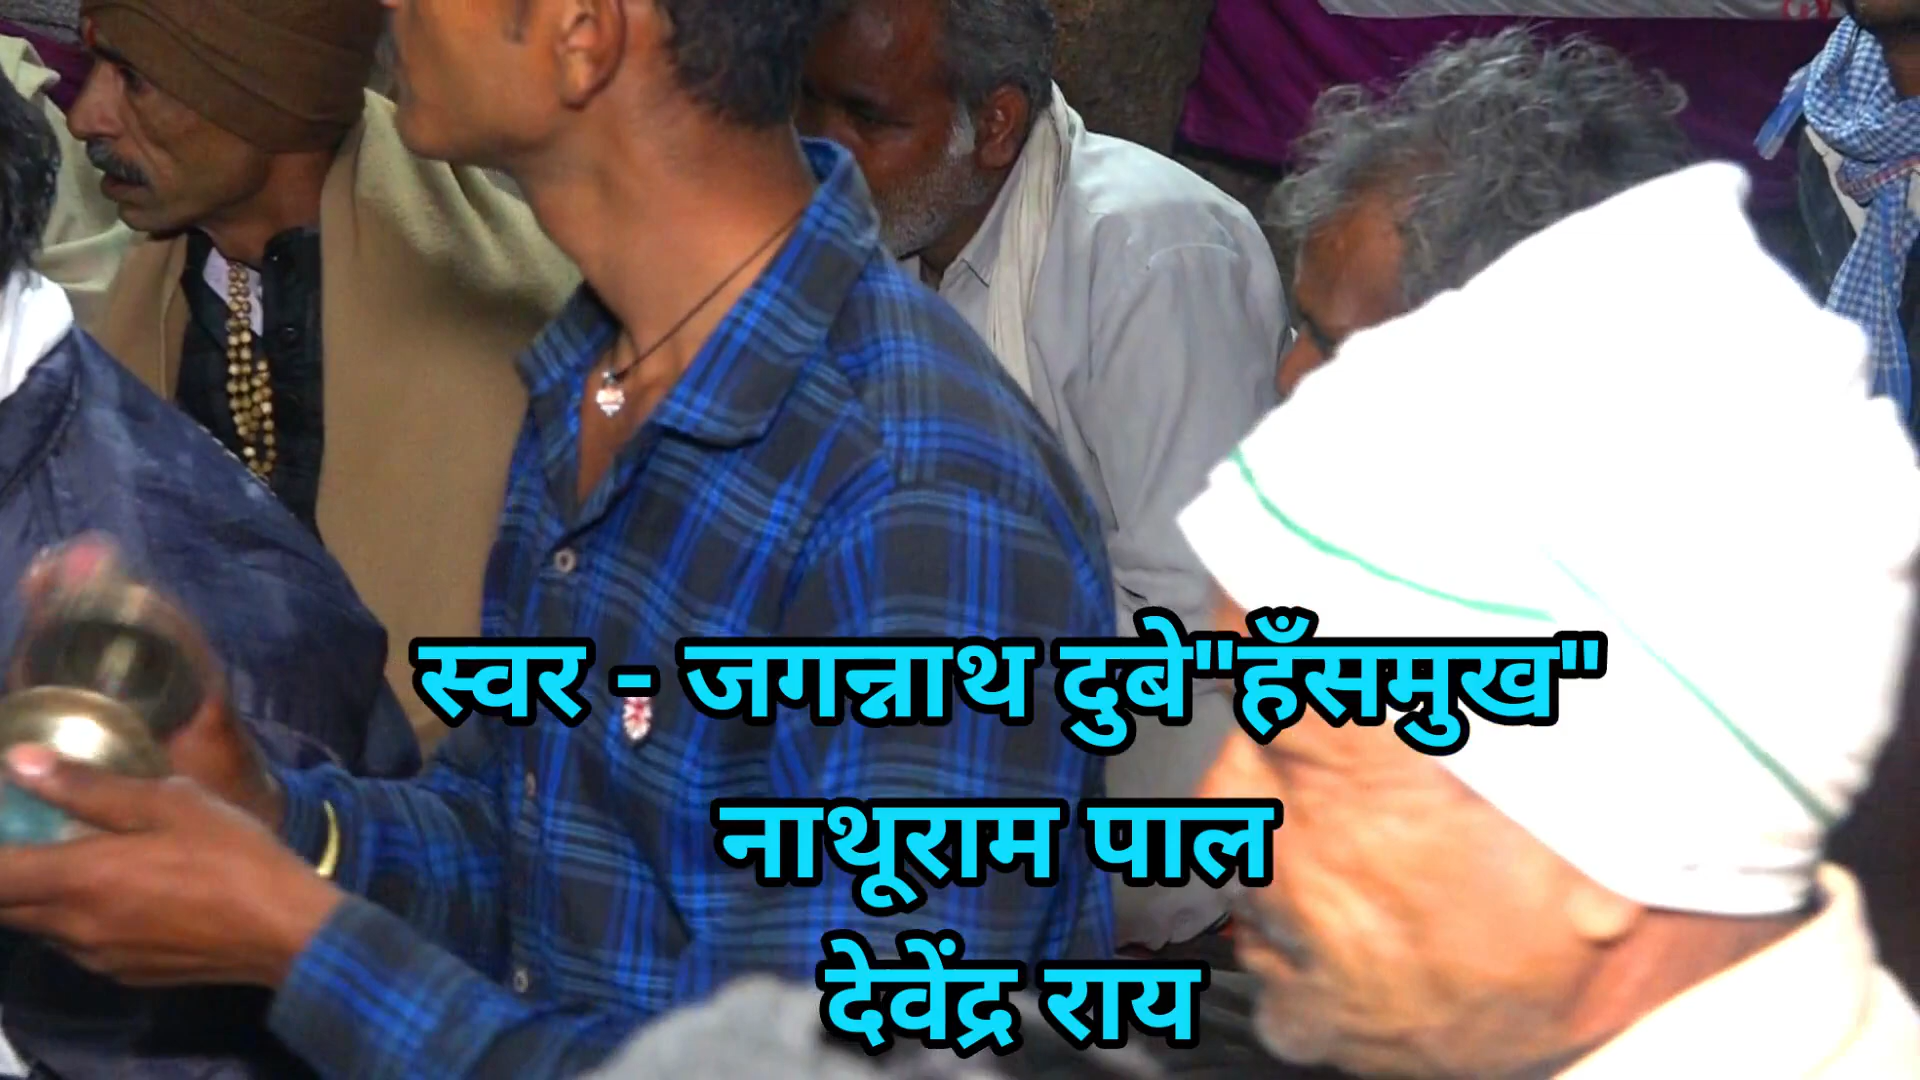 स्वर - जगन्नाथ दुबे"हँसमुख"
नाथूराम पाल
देवेंद्र राय